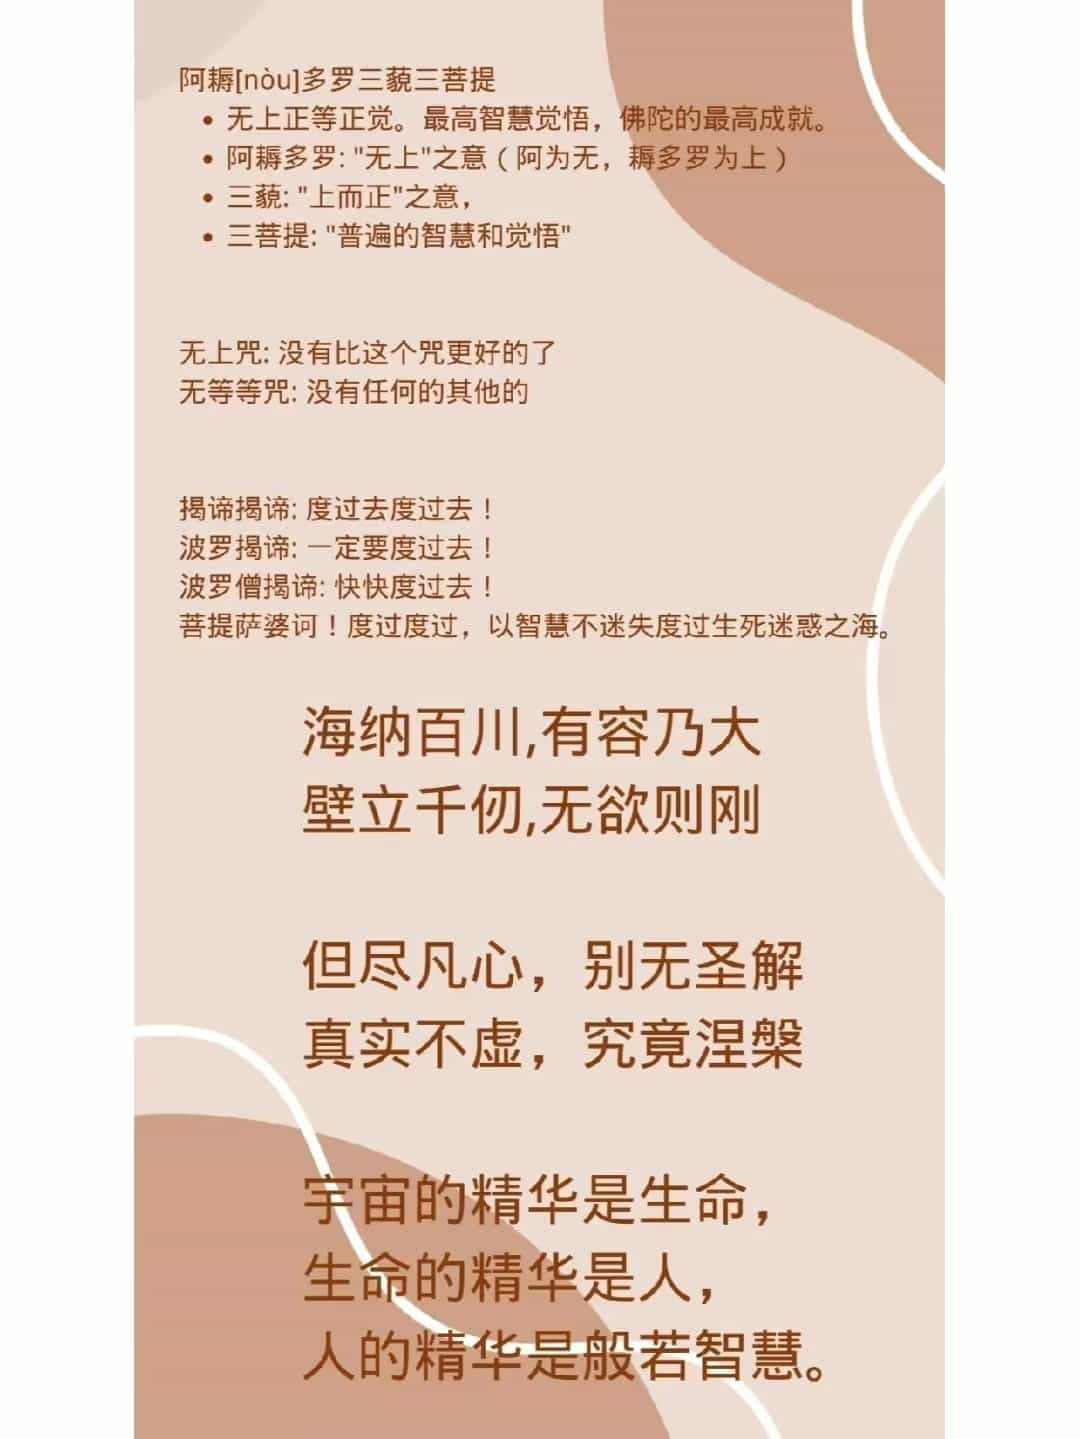 阿耨[nòu]多罗三藐三菩提
• 无上正等正觉。最高智慧觉悟，佛陀的最高成就。
• 阿耨多罗: "无上"之意（阿为无，耨多罗为上）
• 三藐: "上而正"之意，
• 三菩提: "普遍的智慧和觉悟"
无上咒: 没有比这个咒更好的了
无等等咒: 没有任何的其他的
揭谛揭谛: 度过去度过去！
波罗揭谛: 一定要度过去！
波罗僧揭谛: 快快度过去！
菩提萨婆诃！度过度过，以智慧不迷失度过生死迷惑之海。
海纳百川,有容乃大
壁立千仞,无欲则刚
但尽凡心，别无圣解
真实不虚，究竟涅槃
宇宙的精华是生命，
生命的精华是人，
人的精华是般若智慧。